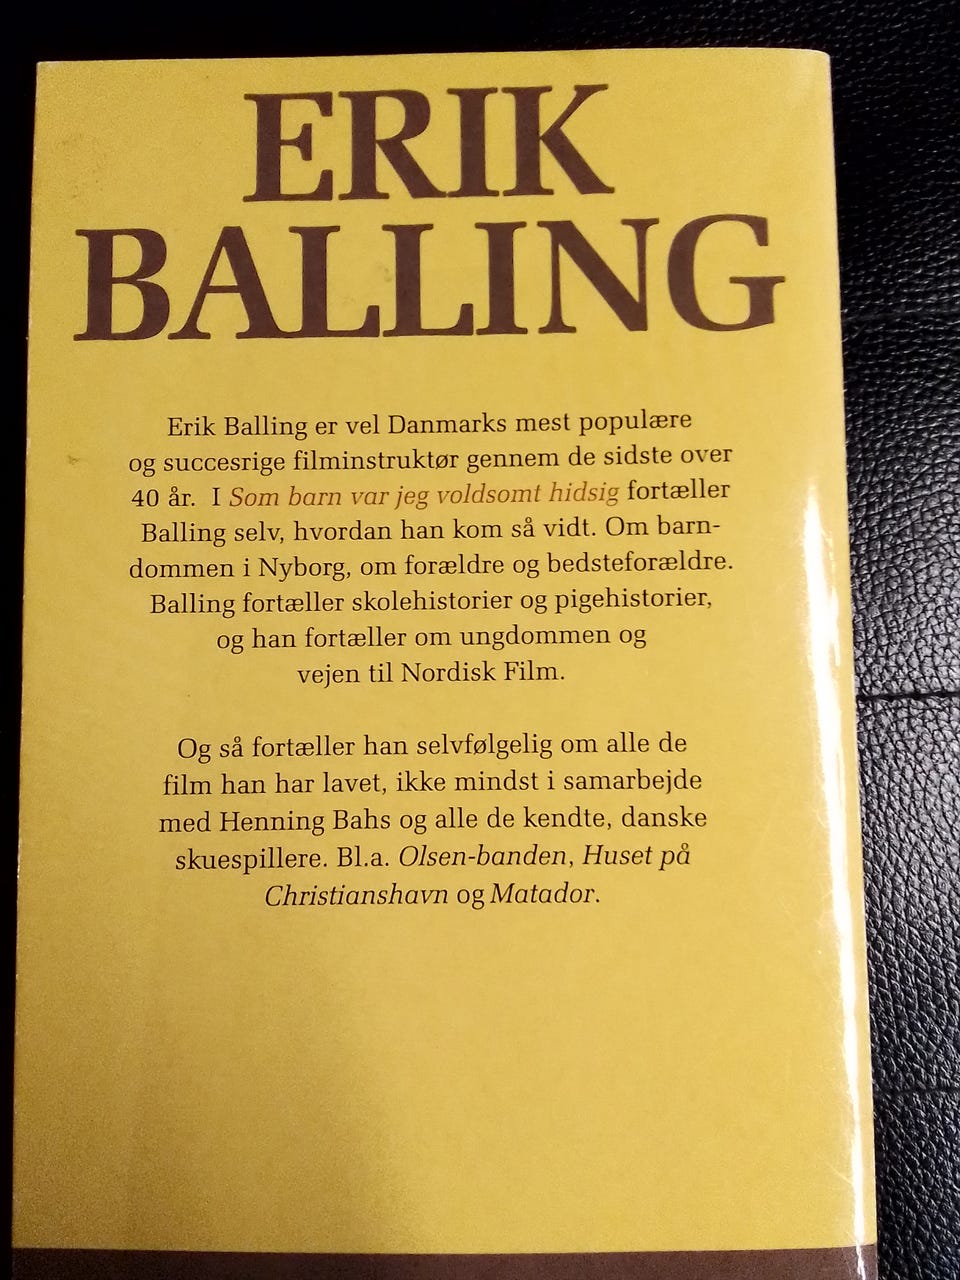 ERIK
BALLING
Erik Balling er vel Danmarks mest populære
og succesrige filminstruktør gennem de sidste over
40 år. I Som barn var jeg voldsomt hidsig fortæller
Balling selv, hvordan han kom så vidt. Om barn-
dommen i Nyborg, om forældre og bedsteforældre.
Balling fortæller skolehistorier og pigehistorier,
og han fortæller om ungdommen og
vejen til Nordisk Film.
Og så fortæller han selvfølgelig om alle de
film han har lavet, ikke mindst i samarbejde
med Henning Bahs og alle de kendte, danske
skuespillere. Bl.a. Olsen-banden, Huset på
Christianshavn og Matador.